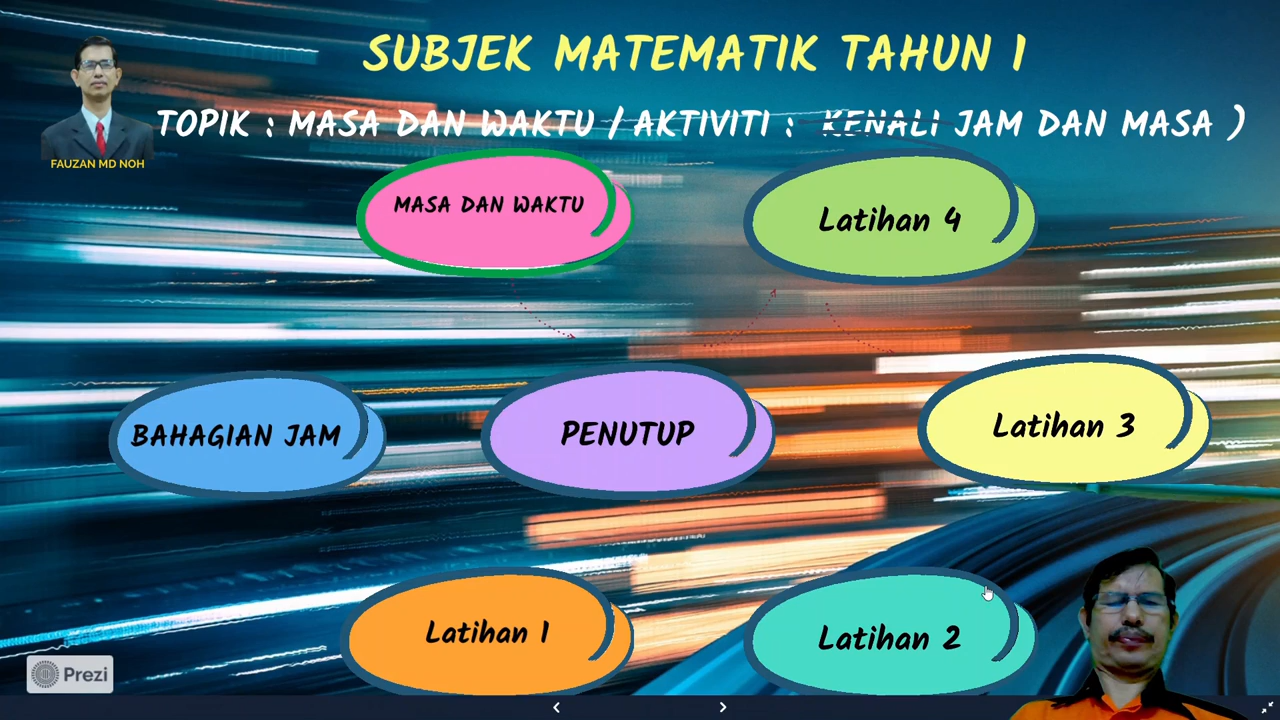 SUBJEK MATEMATIK TAHUN 1
TOPIK : MASA DAN WAKTU / AKTIVITI : KENALI JAM DAN MASA )
FAUZAN MD NOH
MASA DAN WAKTU
Latihan 4
BAHAGIAN JAM
PENUTUP
Latihan 3
Latihan 1
Latihan 2
Prezi